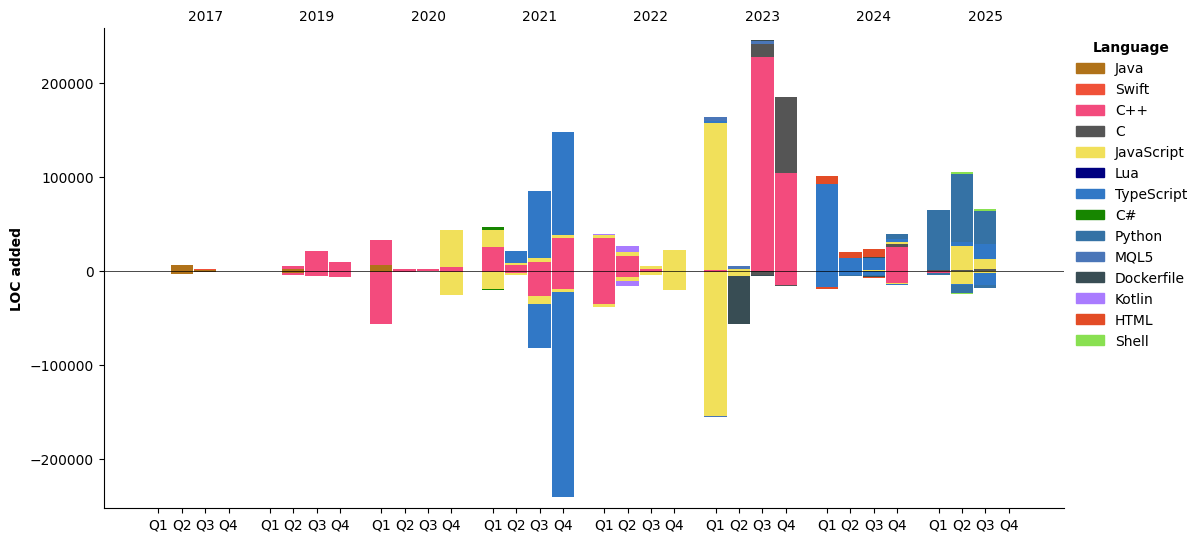 2017 2019 2020 2021 2022 2023 2024 2025
LOC added
200000
100000
0
−100000
−200000
Q1 Q2 Q3 Q4 Q1 Q2 Q3 Q4 Q1 Q2 Q3 Q4 Q1 Q2 Q3 Q4 Q1 Q2 Q3 Q4 Q1 Q2 Q3 Q4 Q1 Q2 Q3 Q4 Q1 Q2 Q3 Q4
Language
Java
Swift
C++
C
JavaScript
Lua
TypeScript
C#
Python
MQL5
Dockerfile
Kotlin
HTML
Shell